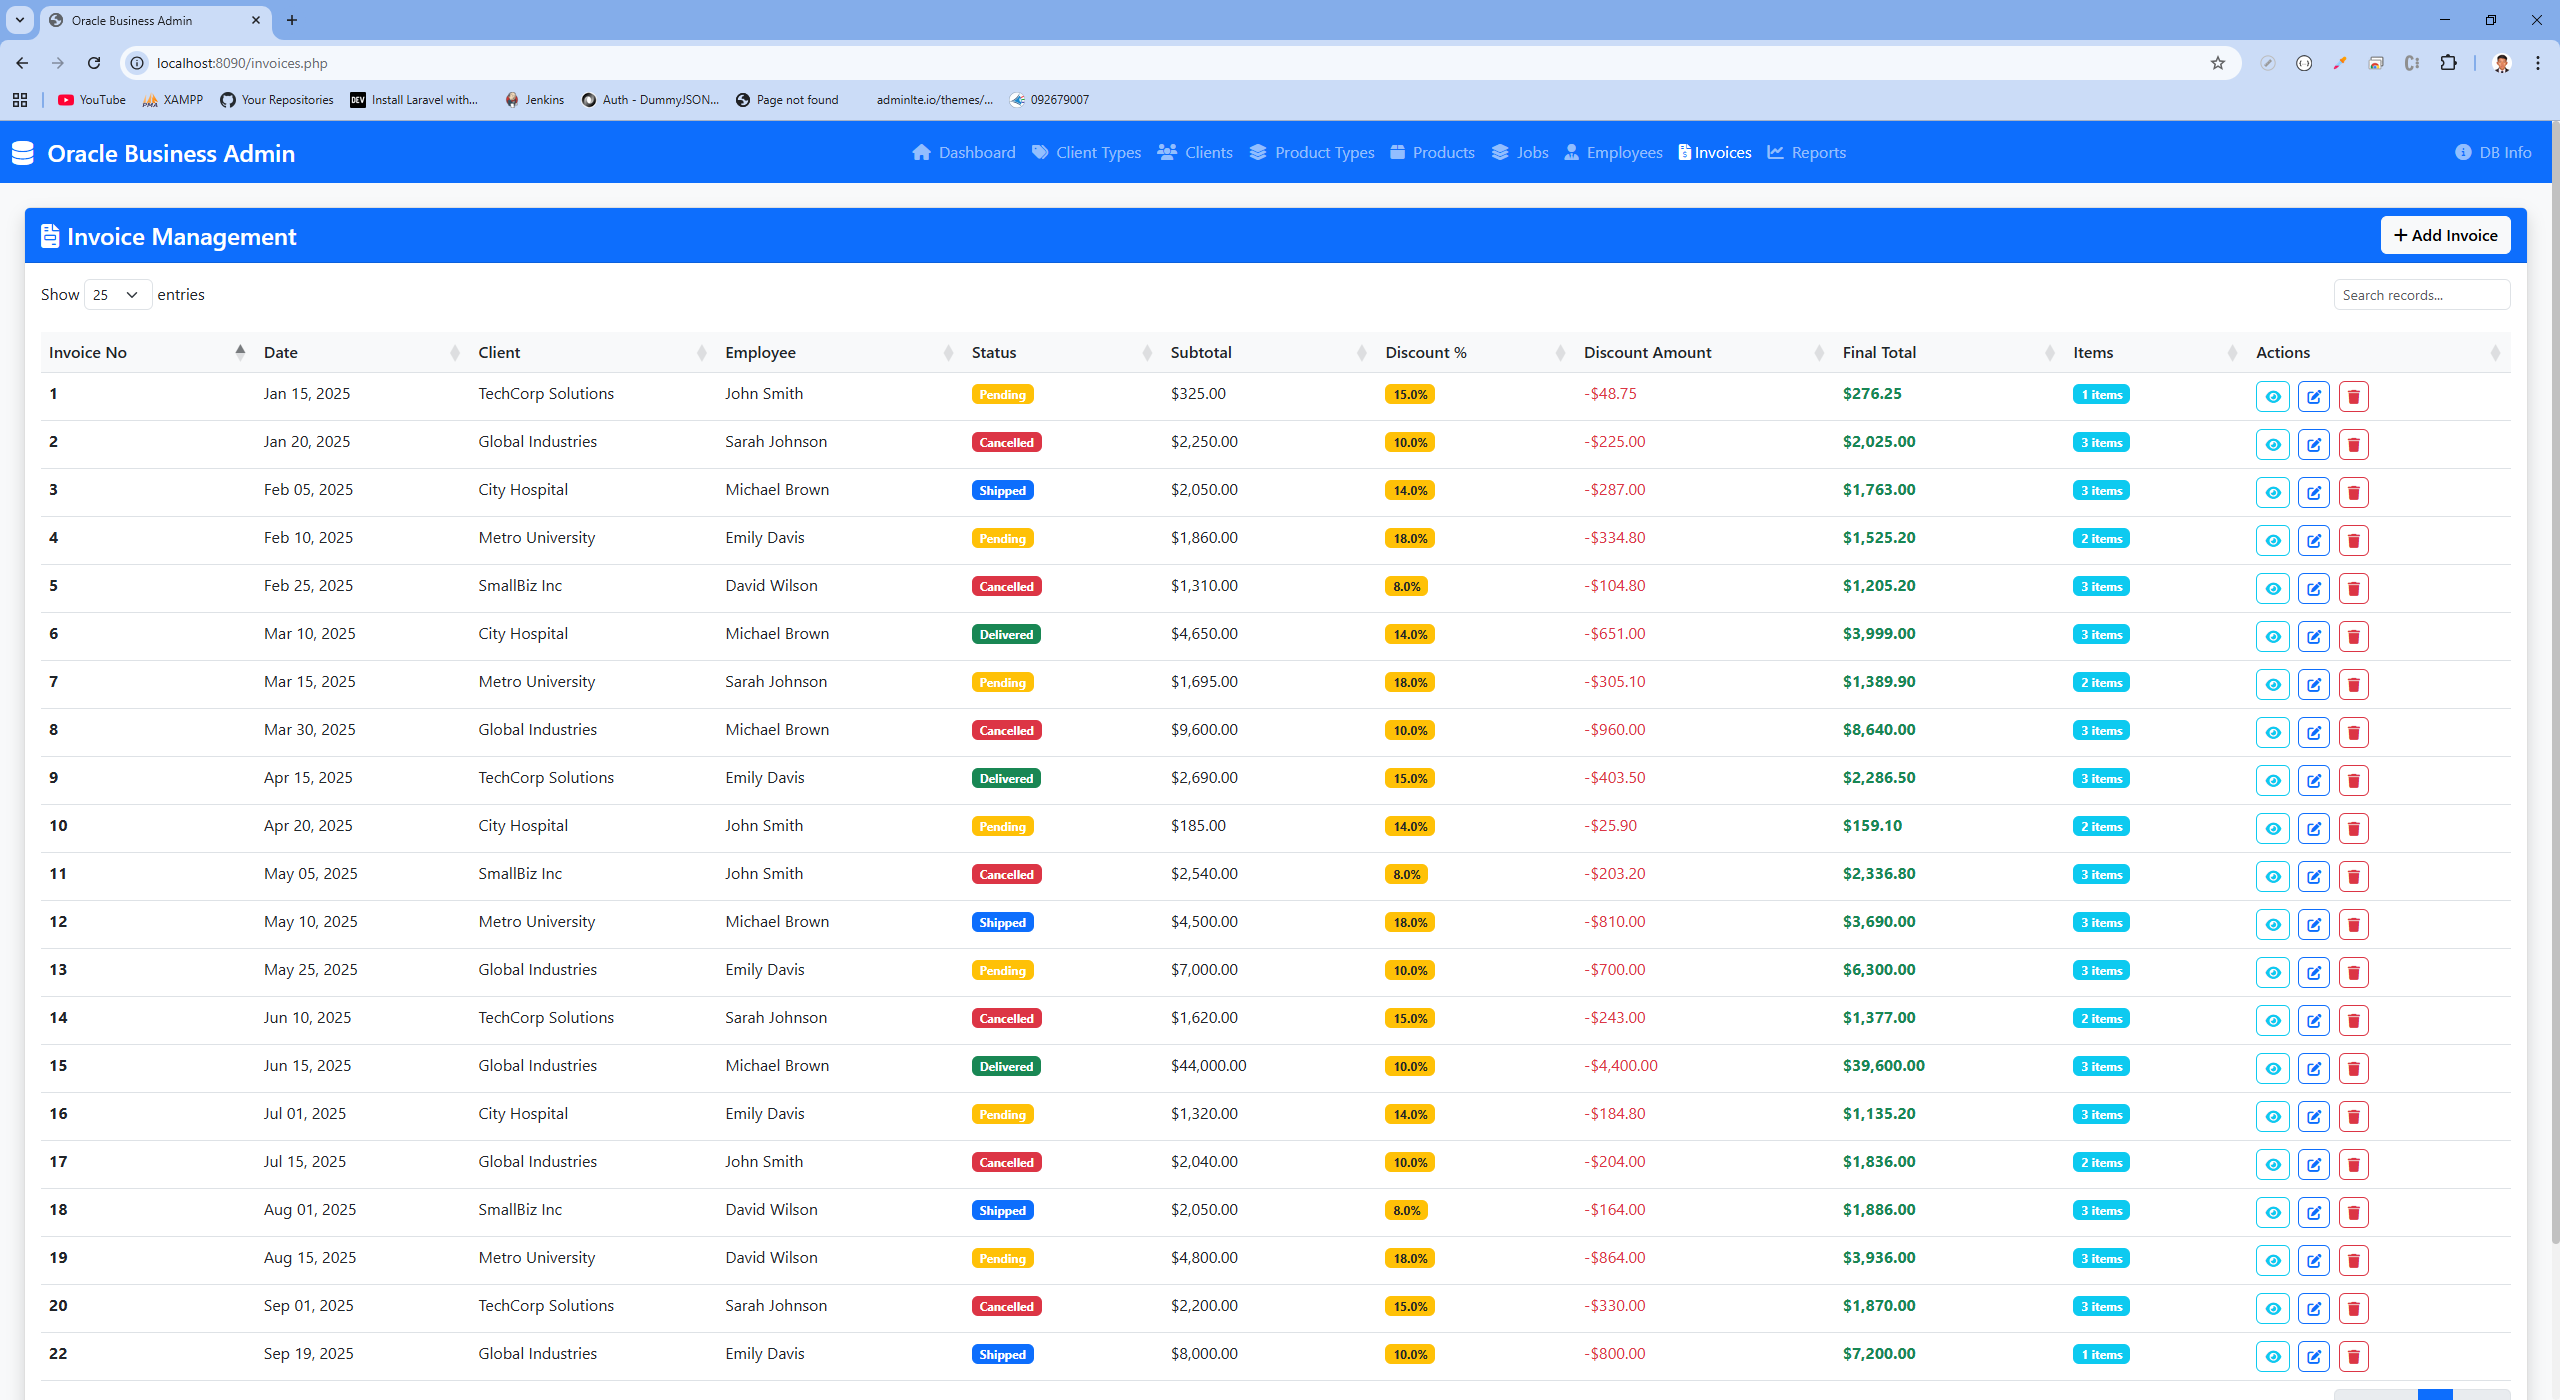 Oracle Business Admin
localhost:8090/invoices.php
YouTube XAMPP Your Repositories DEV Install Laravel with... Jenkins Auth - DummyJSON... Page not found adminlte.io/themes/... 092679007
Oracle Business Admin Dashboard Client Types Clients Product Types Products Jobs Employees Invoices Reports DB Info
Invoice Management + Add Invoice
Show 25 entries Search records...
Invoice No Date Client Employee Status Subtotal Discount % Discount Amount Final Total Items Actions
1 Jan 15, 2025 TechCorp Solutions John Smith Pending $325.00 15.0% -$48.75 $276.25 1 items
2 Jan 20, 2025 Global Industries Sarah Johnson Cancelled $2,250.00 10.0% -$225.00 $2,025.00 3 items
3 Feb 05, 2025 City Hospital Michael Brown Shipped $2,050.00 14.0% -$287.00 $1,763.00 3 items
4 Feb 10, 2025 Metro University Emily Davis Pending $1,860.00 18.0% -$334.80 $1,525.20 2 items
5 Feb 25, 2025 SmallBiz Inc David Wilson Cancelled $1,310.00 8.0% -$104.80 $1,205.20 3 items
6 Mar 10, 2025 City Hospital Michael Brown Delivered $4,650.00 14.0% -$651.00 $3,999.00 3 items
7 Mar 15, 2025 Metro University Sarah Johnson Pending $1,695.00 18.0% -$305.10 $1,389.90 2 items
8 Mar 30, 2025 Global Industries Michael Brown Cancelled $9,600.00 10.0% -$960.00 $8,640.00 3 items
9 Apr 15, 2025 TechCorp Solutions Emily Davis Delivered $2,690.00 15.0% -$403.50 $2,286.50 3 items
10 Apr 20, 2025 City Hospital John Smith Pending $185.00 14.0% -$25.90 $159.10 2 items
11 May 05, 2025 SmallBiz Inc John Smith Cancelled $2,540.00 8.0% -$203.20 $2,336.80 3 items
12 May 10, 2025 Metro University Michael Brown Shipped $4,500.00 18.0% -$810.00 $3,690.00 3 items
13 May 25, 2025 Global Industries Emily Davis Pending $7,000.00 10.0% -$700.00 $6,300.00 3 items
14 Jun 10, 2025 TechCorp Solutions Sarah Johnson Cancelled $1,620.00 15.0% -$243.00 $1,377.00 2 items
15 Jun 15, 2025 Global Industries Michael Brown Delivered $44,000.00 10.0% -$4,400.00 $39,600.00 3 items
16 Jul 01, 2025 City Hospital Emily Davis Pending $1,320.00 14.0% -$184.80 $1,135.20 3 items
17 Jul 15, 2025 Global Industries John Smith Cancelled $2,040.00 10.0% -$204.00 $1,836.00 2 items
18 Aug 01, 2025 SmallBiz Inc David Wilson Shipped $2,050.00 8.0% -$164.00 $1,886.00 3 items
19 Aug 15, 2025 Metro University David Wilson Pending $4,800.00 18.0% -$864.00 $3,936.00 3 items
20 Sep 01, 2025 TechCorp Solutions Sarah Johnson Cancelled $2,200.00 15.0% -$330.00 $1,870.00 3 items
22 Sep 19, 2025 Global Industries Emily Davis Shipped $8,000.00 10.0% -$800.00 $7,200.00 1 items